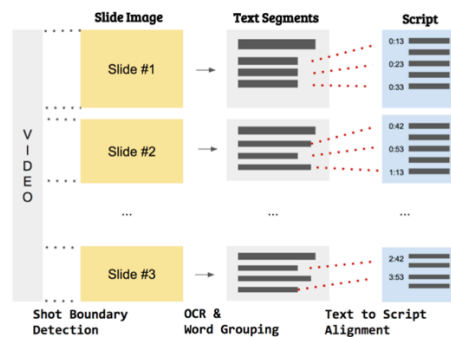 Slide Image Text Segments Script
VIDEO
Slide #1
0:13
0:23
0:33
Slide #2
0:42
0:53
1:13
... ... ...
Slide #3
2:42
3:53
Shot Boundary
Detection
OCR &
Word Grouping
Text to Script
Alignment